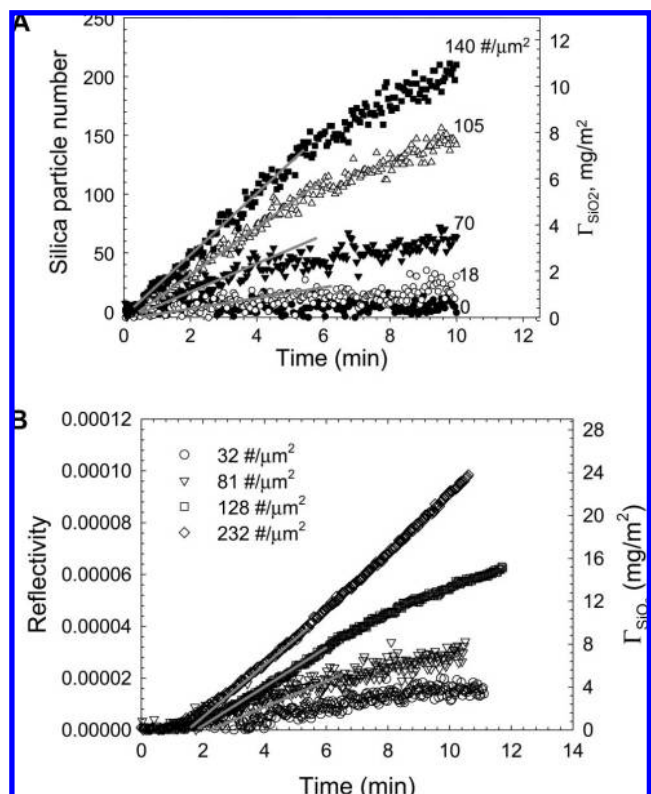 A
250
200
150
100
50
0
Silica particle number
140 #/μm²
105
70
18
0
12
10
8
6
4
2
0
Γ SiO2, mg/m²
0 2 4 6 8 10 12
Time (min)
B
0.00012
0.00010
0.00008
0.00006
0.00004
0.00002
0.00000
Reflectivity
32 #/μm²
81 #/μm²
128 #/μm²
232 #/μm²
28
24
20
16
12
8
4
0
Γ SiO (mg/m²)
0 2 4 6 8 10 12 14
Time (min)